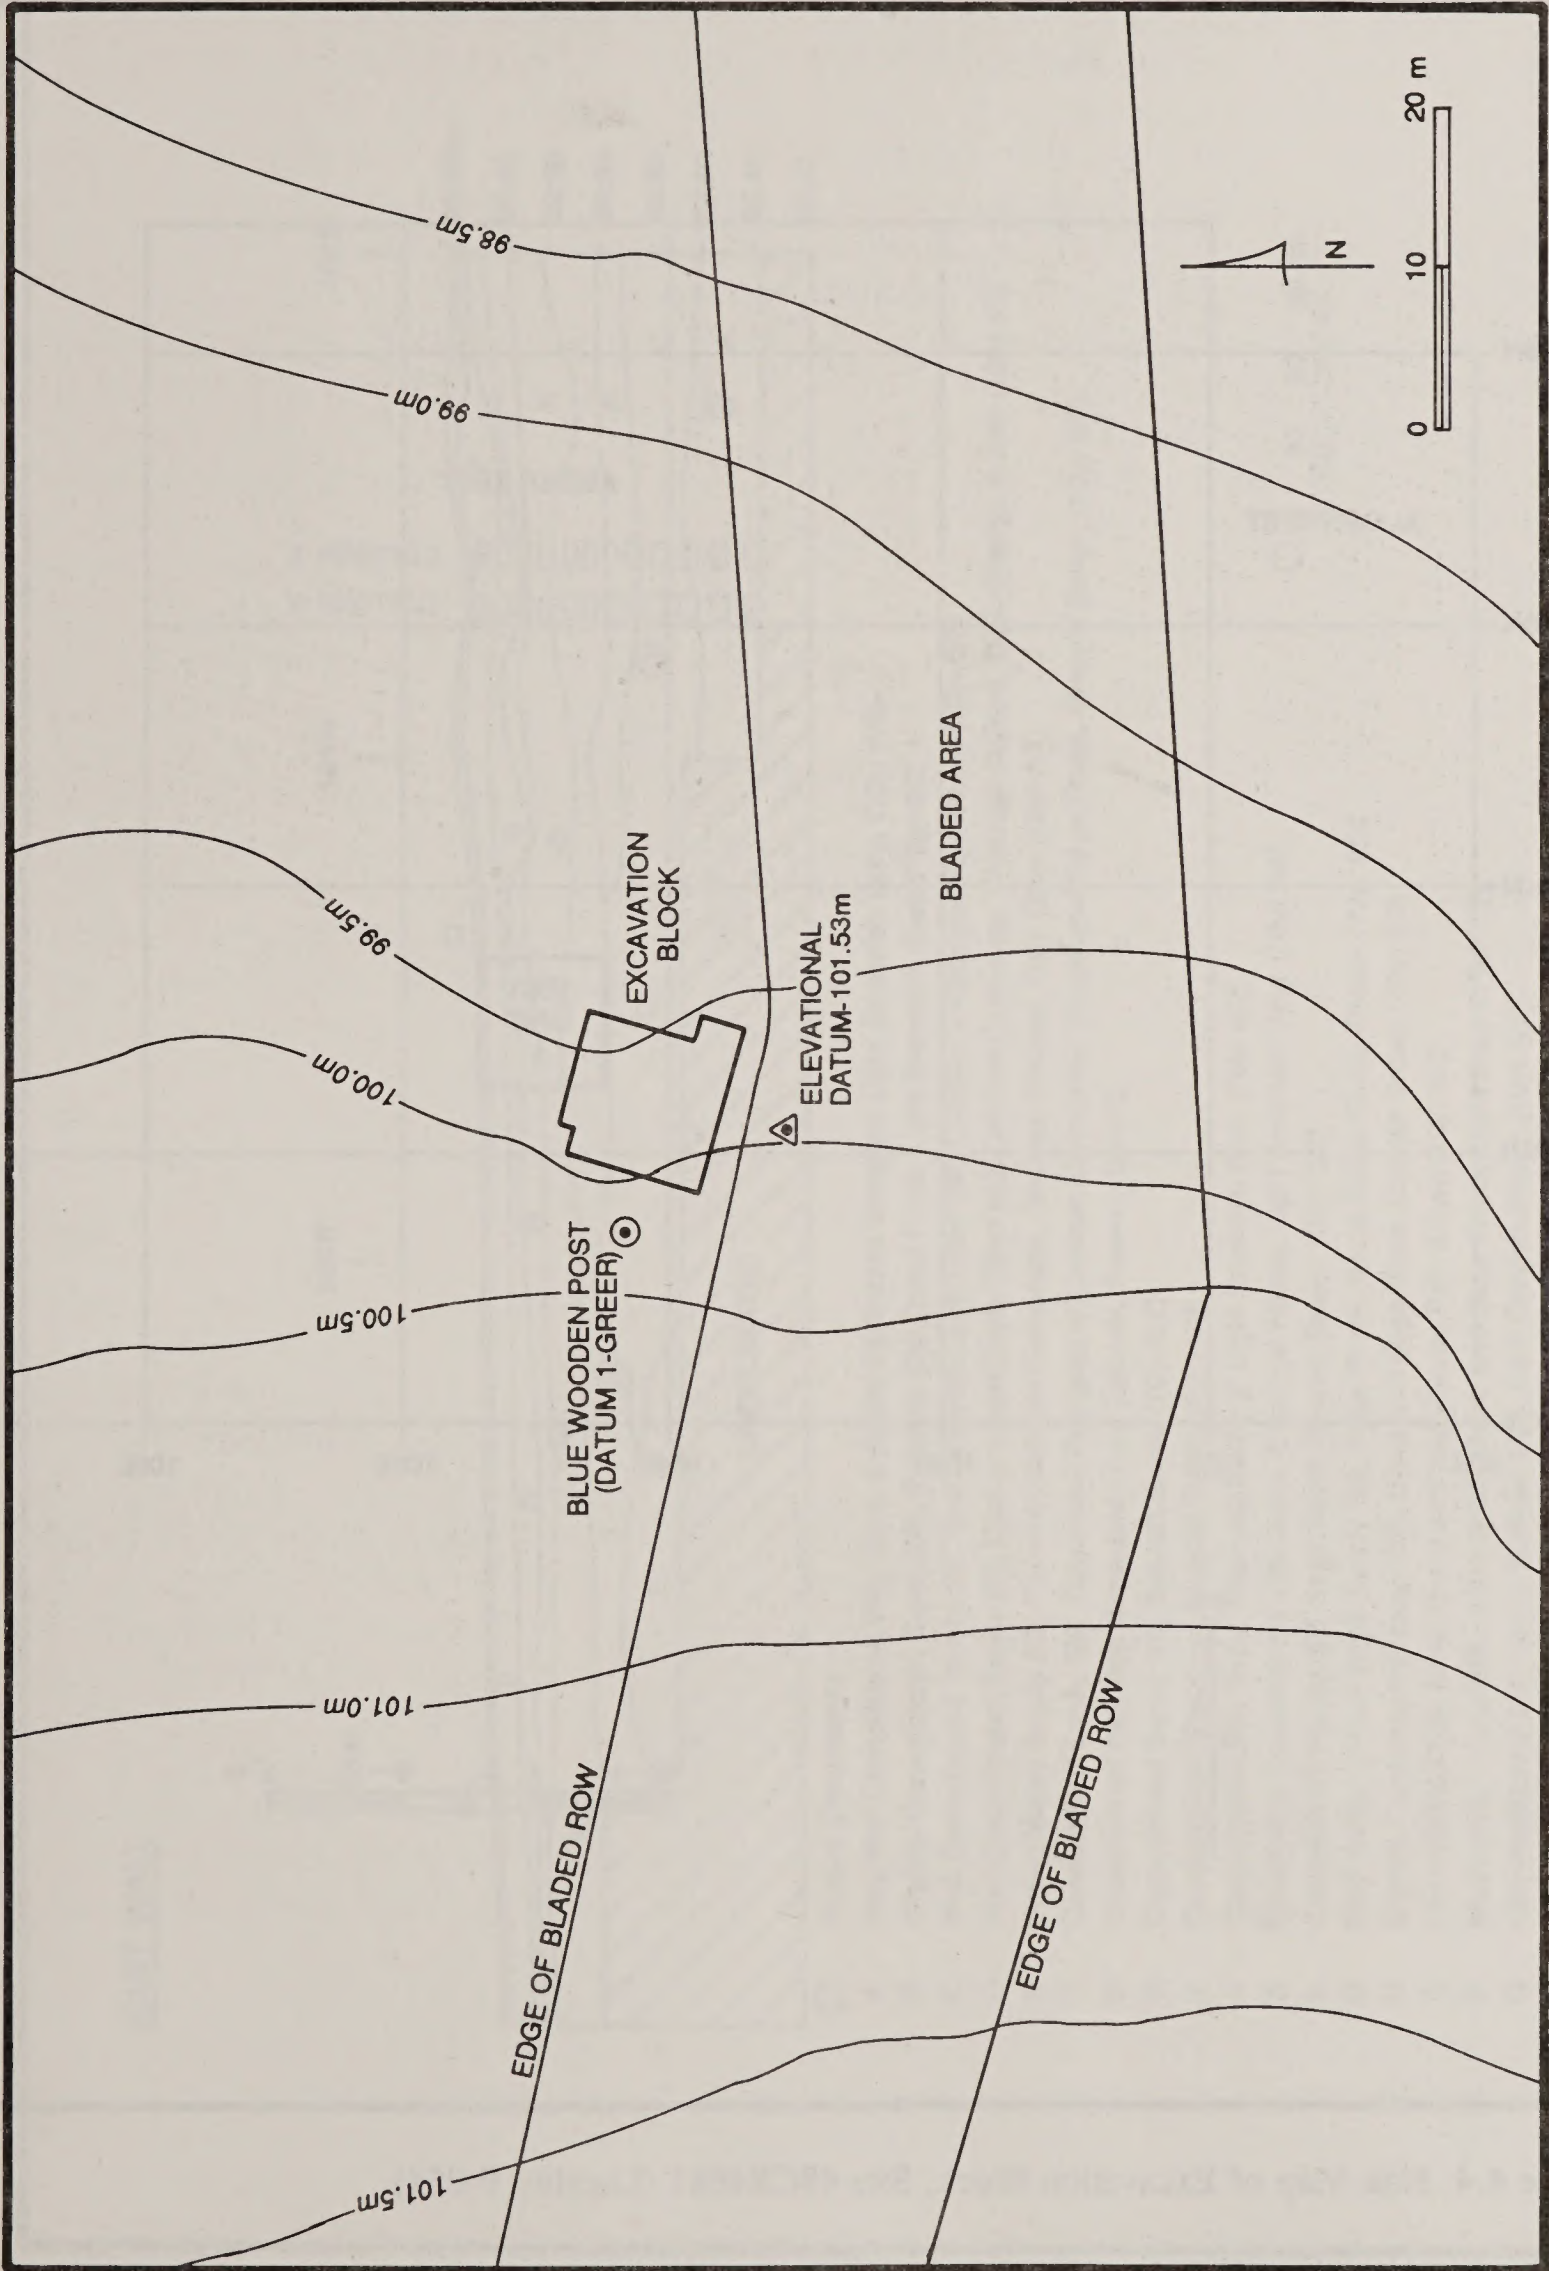 98.5m
99.0m
99.5m
100.0m
100.5m
101.0m
101.5m
EXCAVATION
BLOCK
ELEVATIONAL
DATUM-101.53m
BLADED AREA
BLUE WOODEN POST
(DATUM 1-GREER)
EDGE OF BLADED ROW
EDGE OF BLADED ROW
N
0 10 20 m